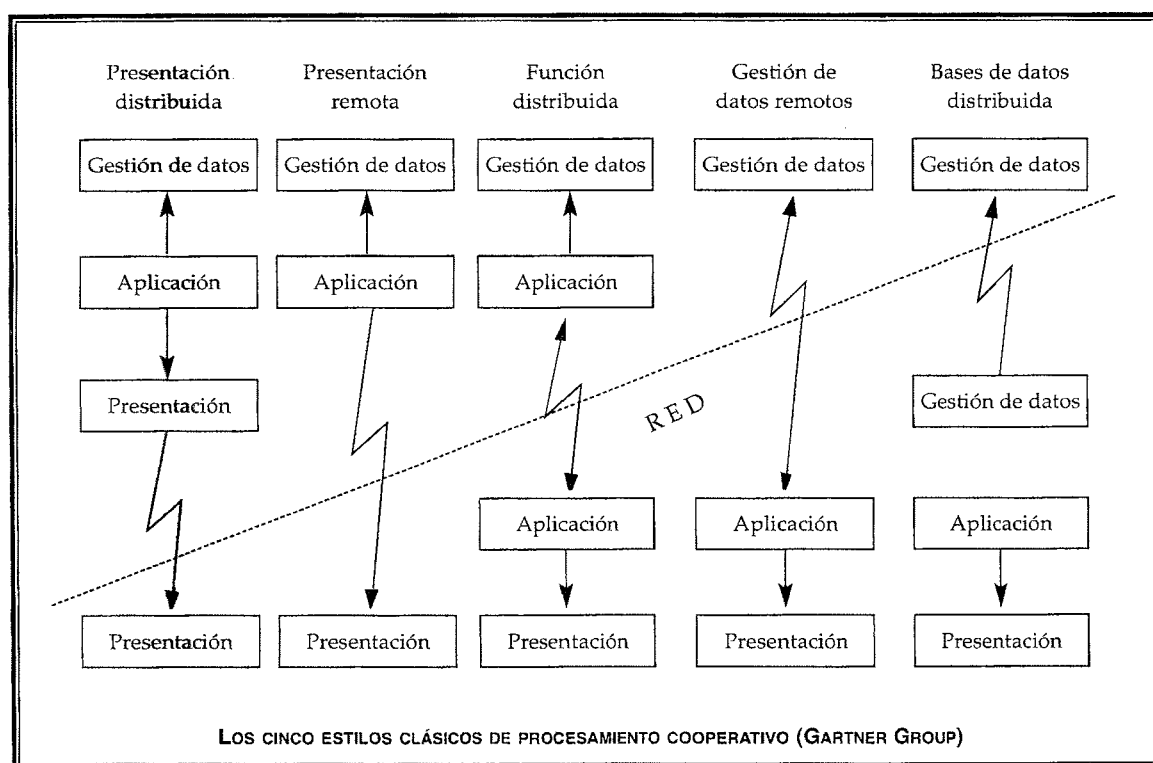 Presentación
distribuida
Presentación
remota
Función
distribuida
Gestión de
datos remotos
Bases de datos
distribuida
Gestión de datos
Gestión de datos
Gestión de datos
Gestión de datos
Gestión de datos
Aplicación
Aplicación
Aplicación
Presentación
RED
Gestión de datos
Aplicación
Aplicación
Aplicación
Presentación
Presentación
Presentación
Presentación
Presentación
LOS CINCO ESTILOS CLÁSICOS DE PROCESAMIENTO COOPERATIVO (GARTNER GROUP)